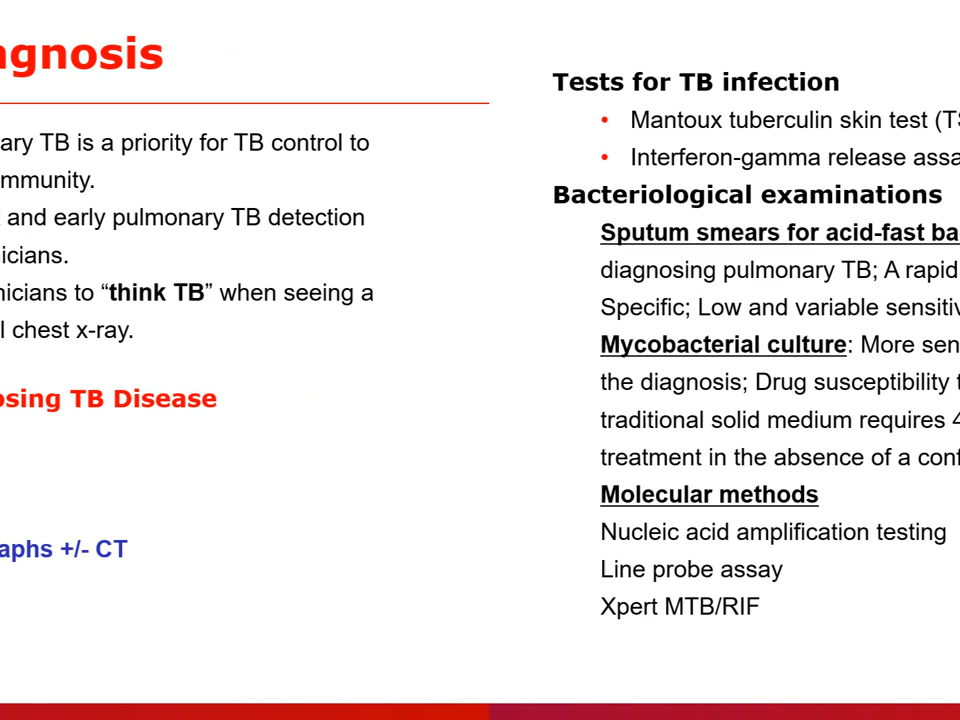 agnosis
ary TB is a priority for TB control to
mmunity.
and early pulmonary TB detection
icians.
nicians to “think TB” when seeing a
l chest x-ray.
osing TB Disease
aphs +/- CT
Tests for TB infection
• Mantoux tuberculin skin test (TS
• Interferon-gamma release assa
Bacteriological examinations
Sputum smears for acid-fast ba
diagnosing pulmonary TB; A rapid
Specific; Low and variable sensitiv
Mycobacterial culture: More sen
the diagnosis; Drug susceptibility t
traditional solid medium requires 4
treatment in the absence of a conf
Molecular methods
Nucleic acid amplification testing
Line probe assay
Xpert MTB/RIF